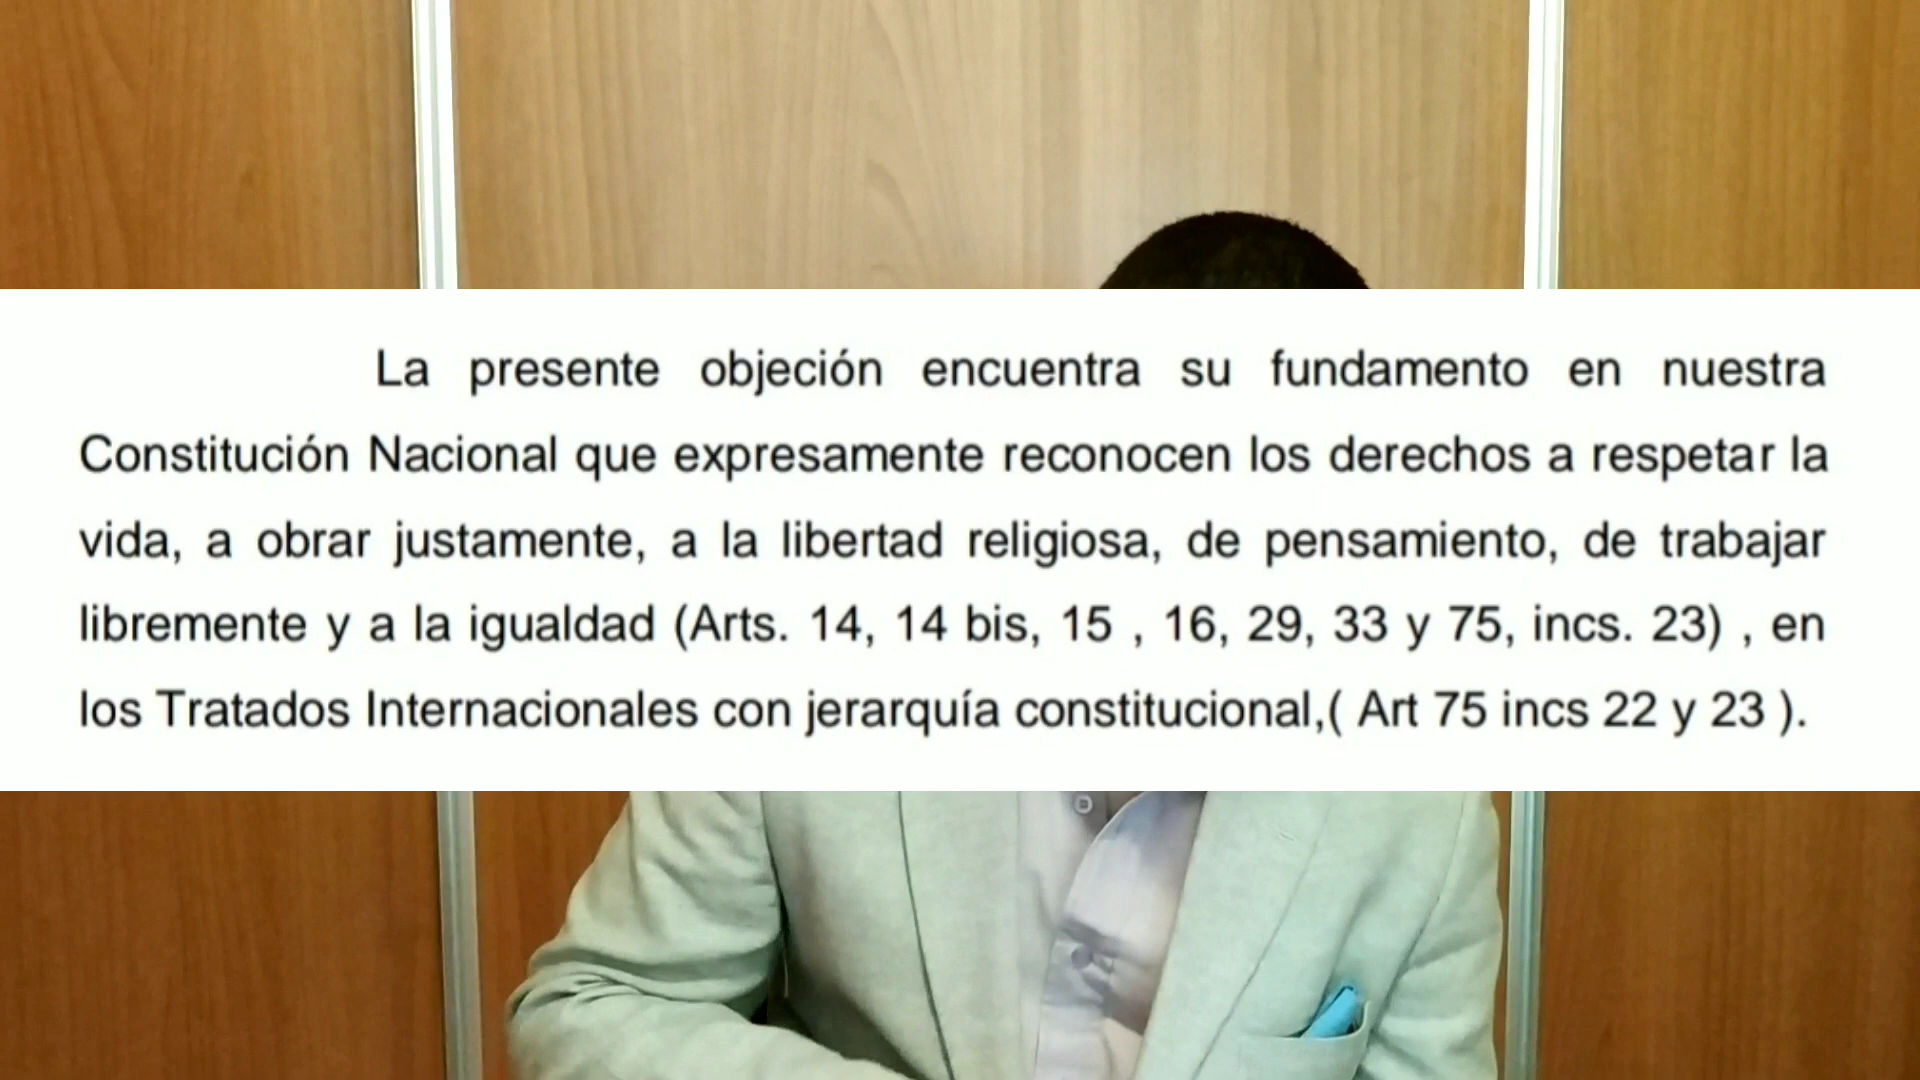 La presente objeción encuentra su fundamento en nuestra
Constitución Nacional que expresamente reconocen los derechos a respetar la
vida, a obrar justamente, a la libertad religiosa, de pensamiento, de trabajar
libremente y a la igualdad (Arts. 14, 14 bis, 15 , 16, 29, 33 y 75, incs. 23) , en
los Tratados Internacionales con jerarquía constitucional,( Art 75 incs 22 y 23 ).